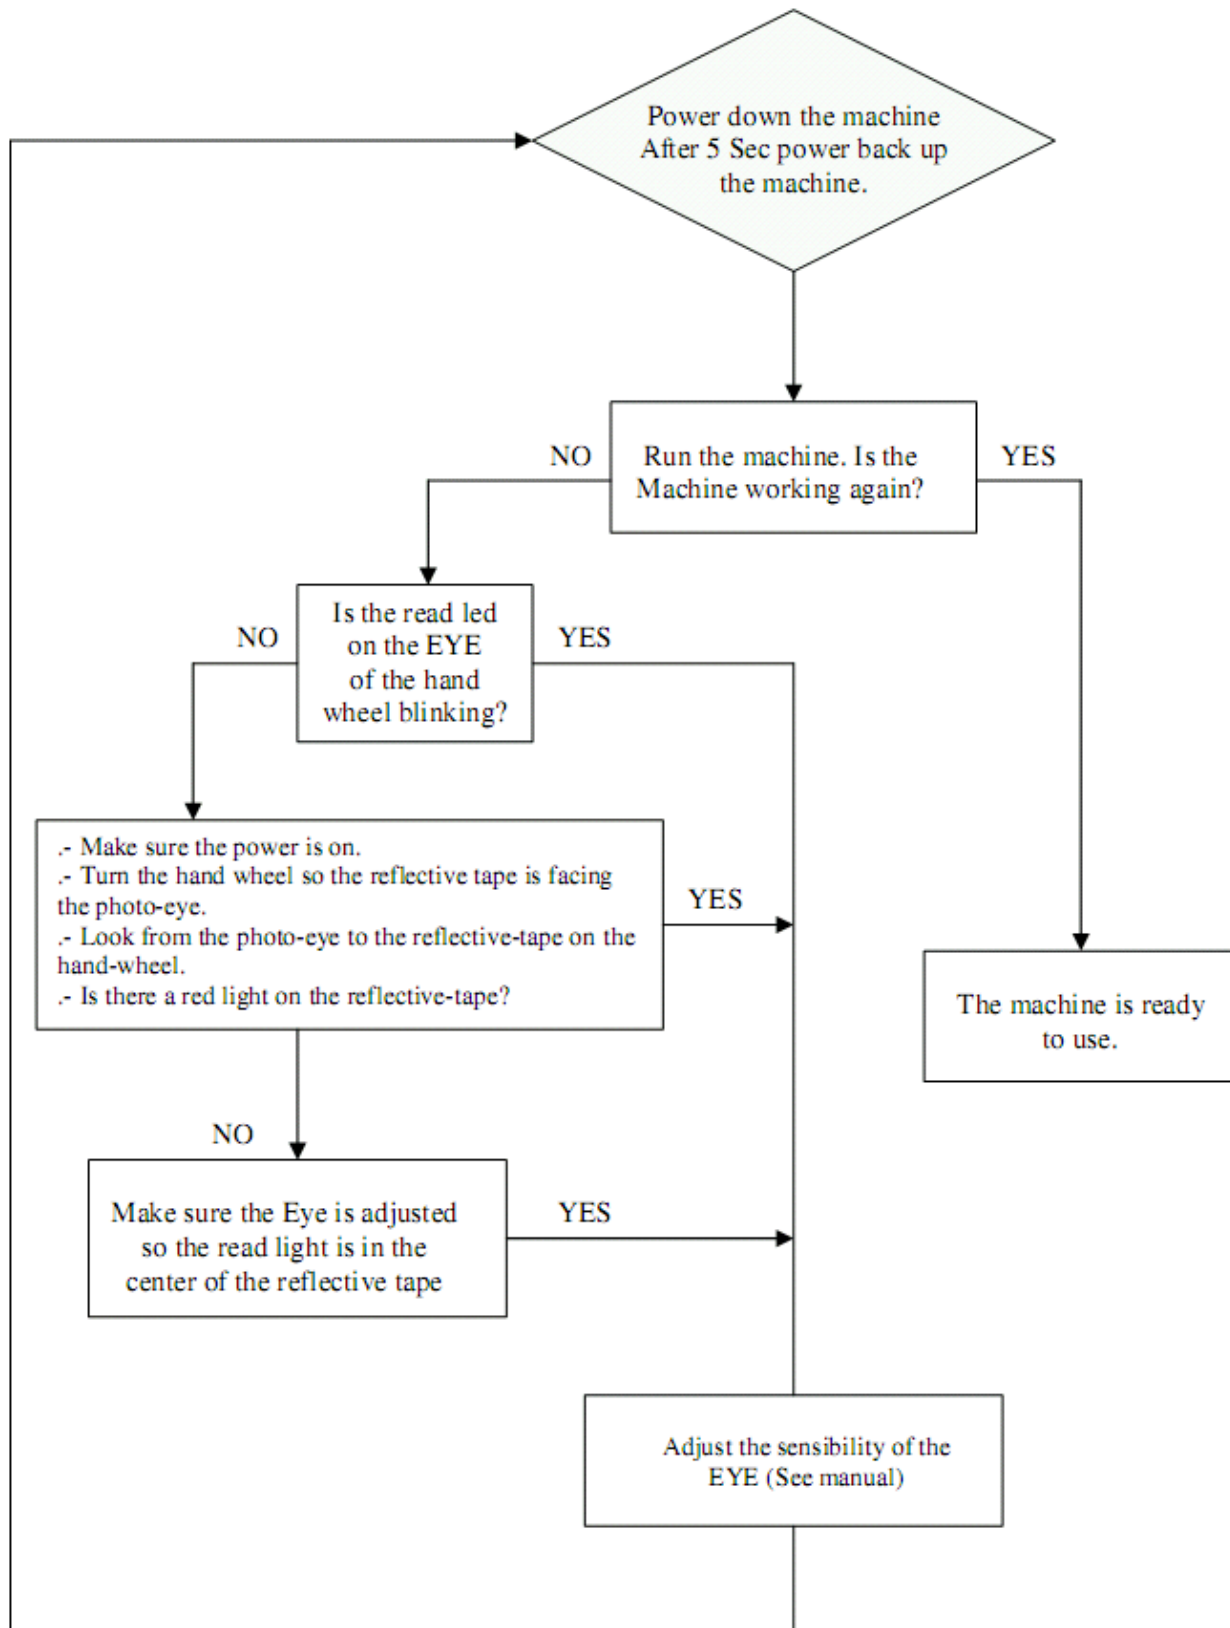 Power down the machine
After 5 Sec power back up
the machine.
NO
Run the machine. Is the
Machine working again?
YES
NO
Is the read led
on the EYE
of the hand
wheel blinking?
YES
.- Make sure the power is on.
.- Turn the hand wheel so the reflective tape is facing
the photo-eye.
.- Look from the photo-eye to the reflective-tape on the
hand-wheel.
.- Is there a red light on the reflective-tape?
YES
The machine is ready
to use.
NO
Make sure the Eye is adjusted
so the read light is in the
center of the reflective tape
YES
Adjust the sensibility of the
EYE (See manual)